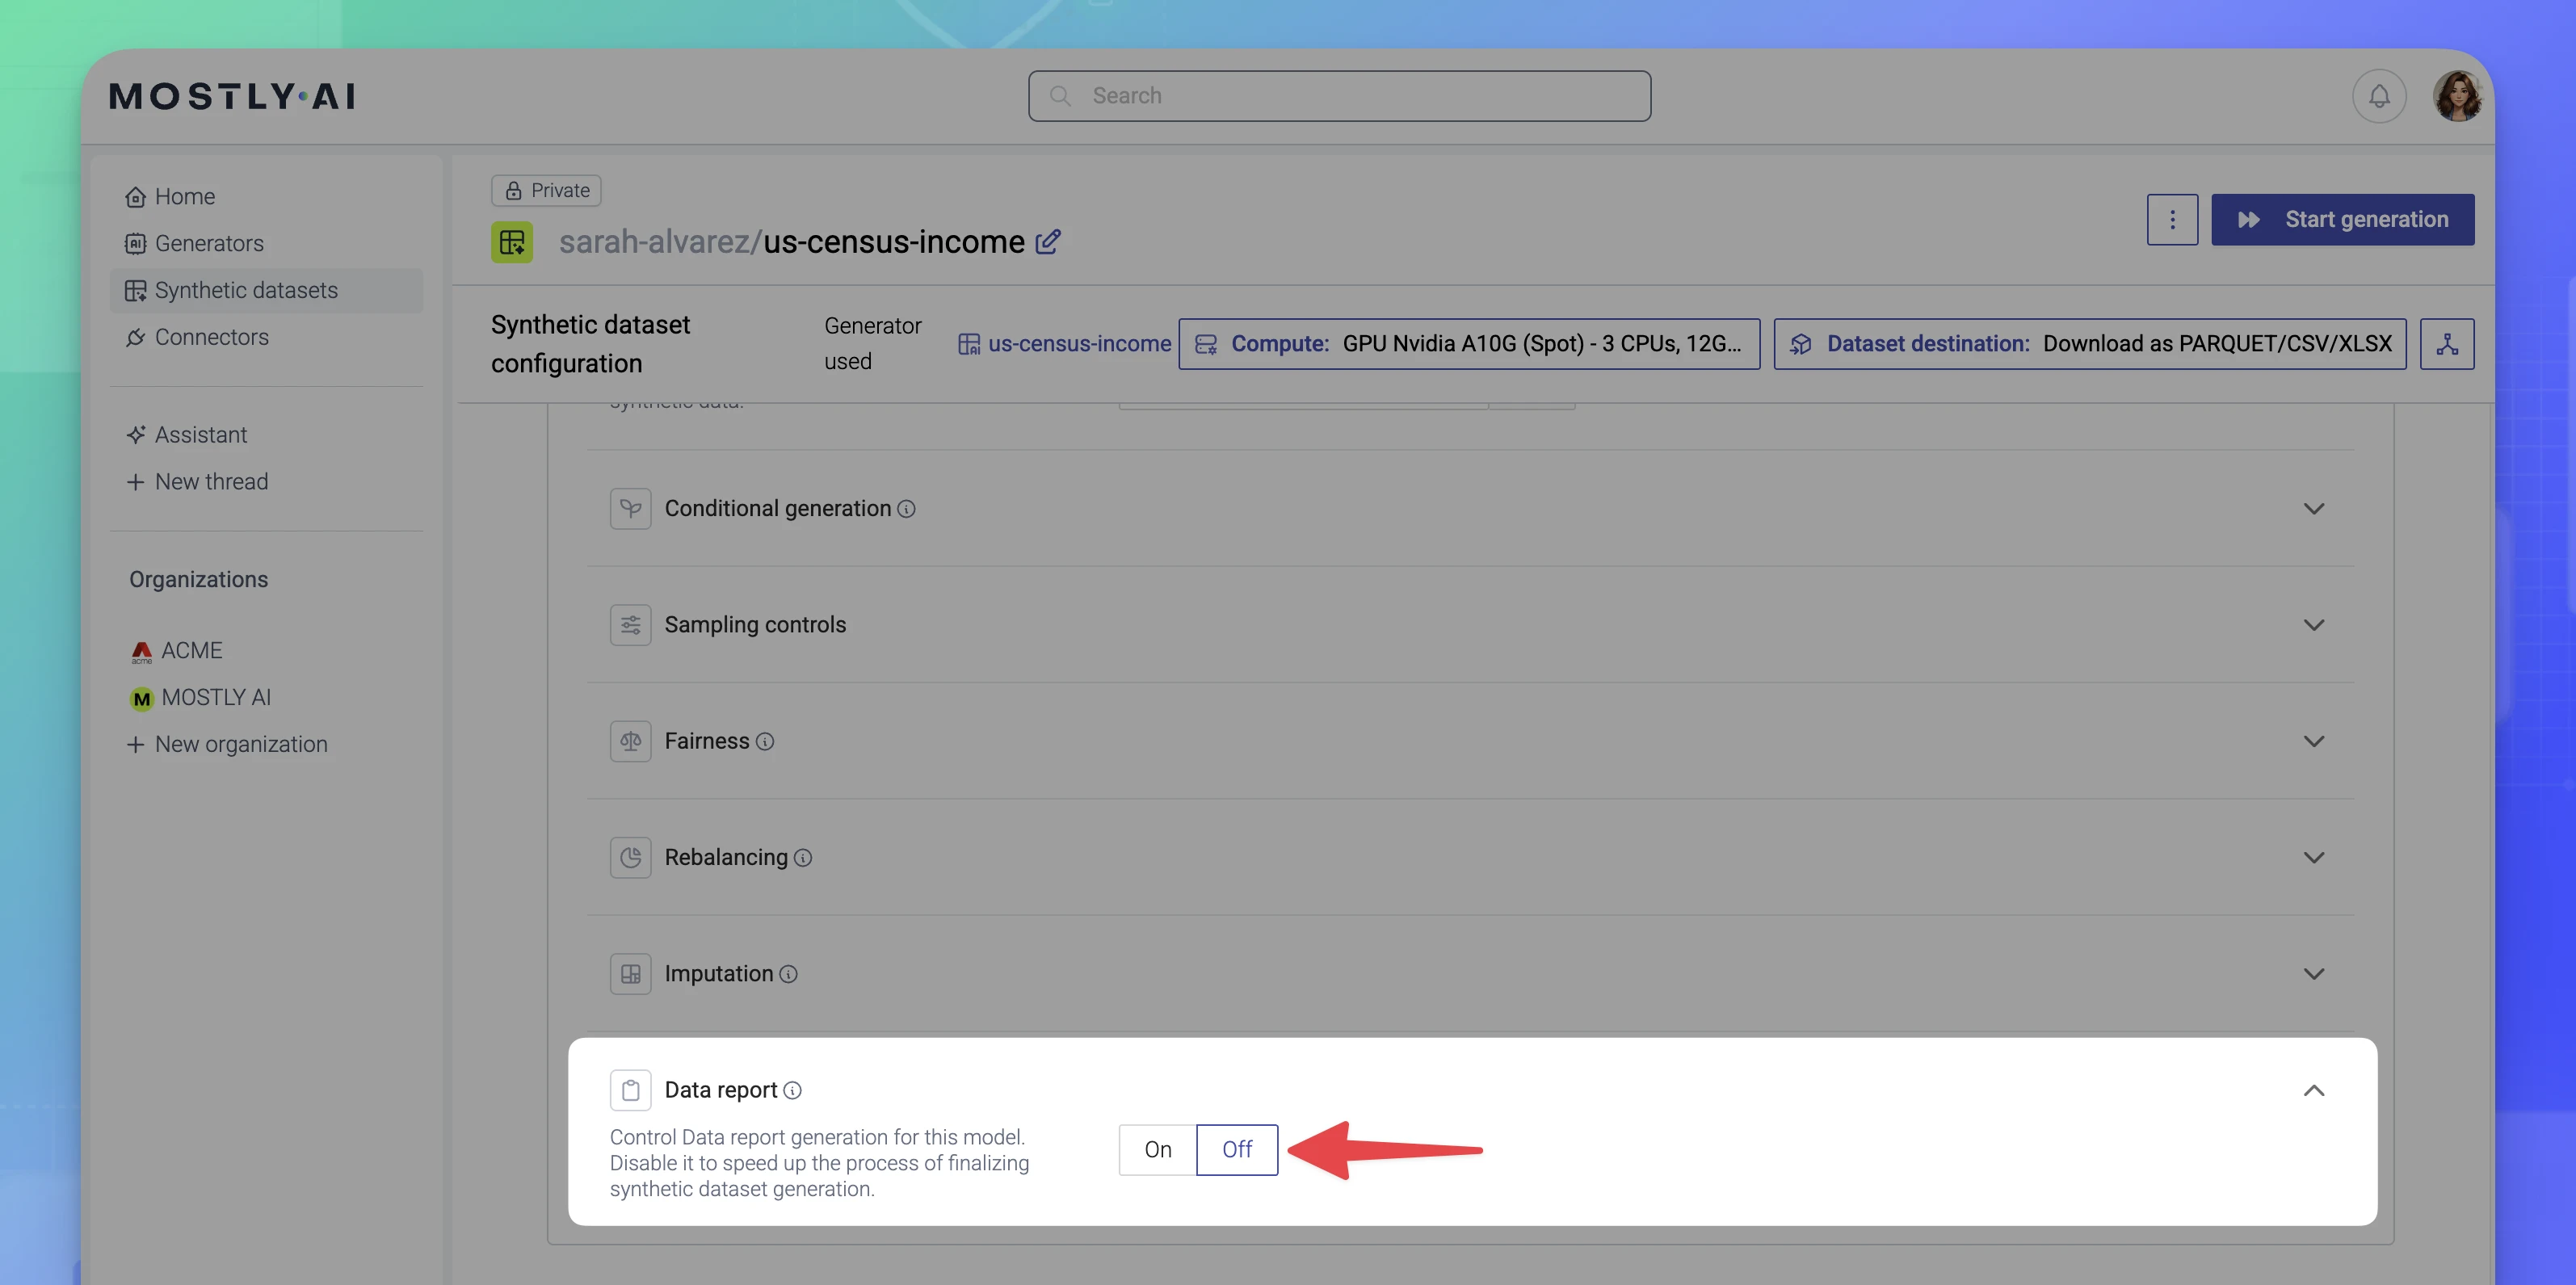 MOSTLY AI
Search
Home
Generators
Synthetic datasets
Connectors
Assistant
New thread
Organizations
acme
ACME
M
MOSTLY AI
New organization
Private
sarah-alvarez/us-census-income
Start generation
Synthetic dataset
configuration
Generator
used
AI
us-census-income
Compute: GPU Nvidia A10G (Spot) - 3 CPUs, 12G...
Dataset destination: Download as PARQUET/CSV/XLSX
synthetic data.
Conditional generation
Sampling controls
Fairness
Rebalancing
Imputation
Data report
Control Data report generation for this model.
Disable it to speed up the process of finalizing
synthetic dataset generation.
On
Off